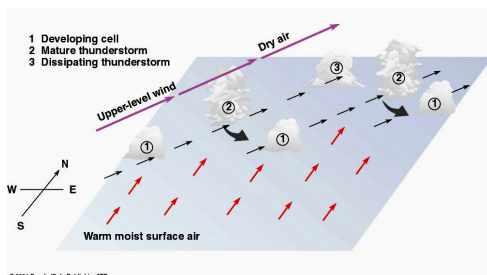 1 Developing cell
2 Mature thunderstorm
3 Dissipating thunderstorm
Dry air
Upper-level wind
3
2
2
1
1
1
N
W
E
S
Warm moist surface air